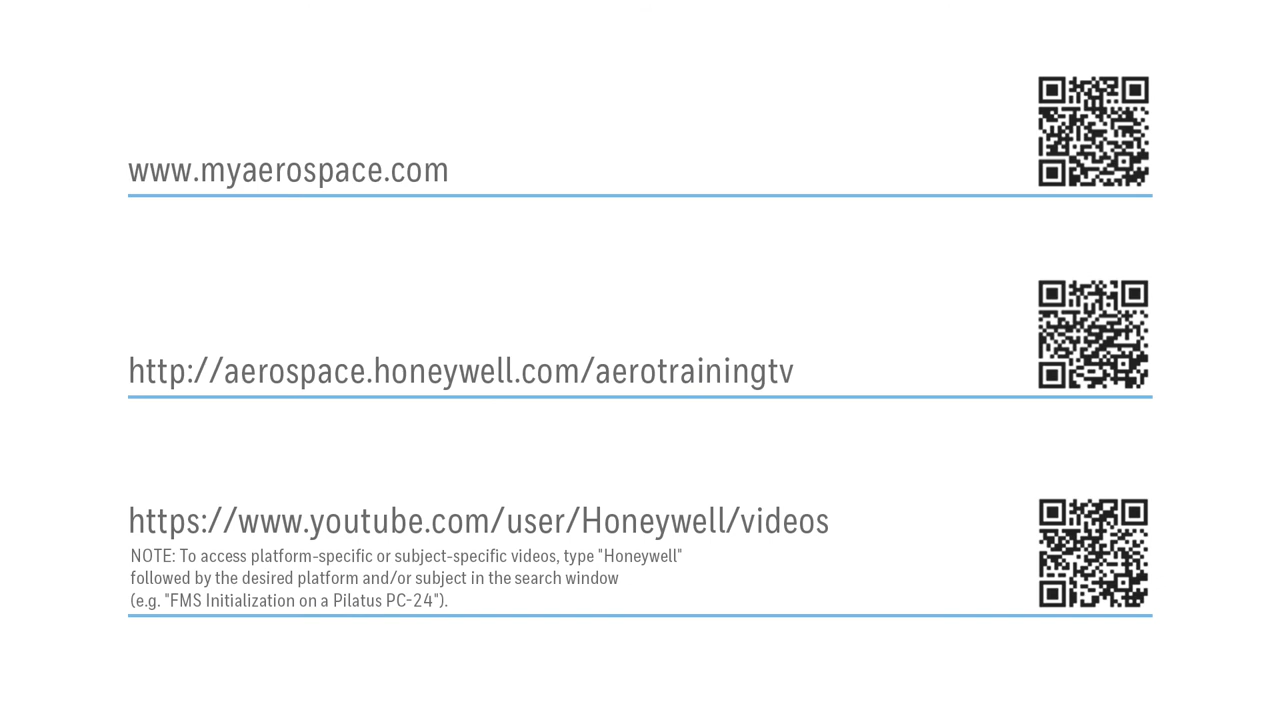 www.myaerospace.com
http://aerospace.honeywell.com/aerotrainingtv
https://www.youtube.com/user/Honeywell/videos
NOTE: To access platform-specific or subject-specific videos, type "Honeywell"
followed by the desired platform and/or subject in the search window
(e.g. "FMS Initialization on a Pilatus PC-24").